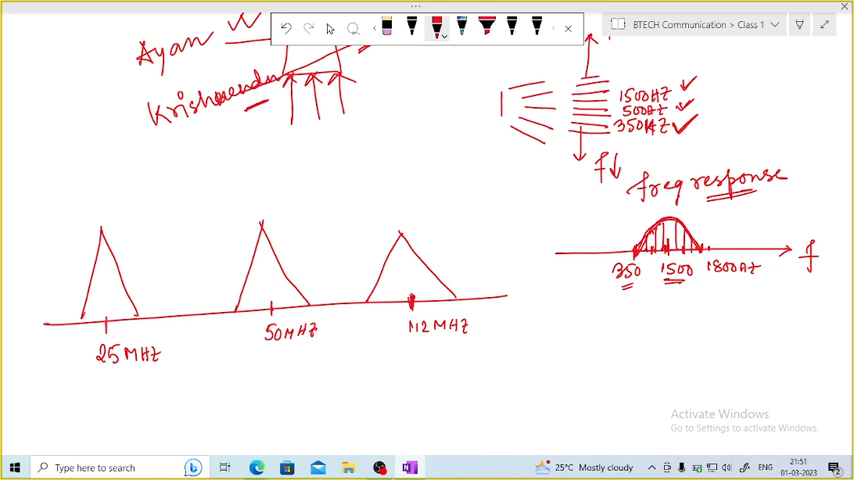 BTECH Communication > Class 1
Ayan
Krishnendu
1500HZ
500HZ
350HZ
f↓
freq response
350 1500 1800HZ
f
25MHZ
50MHZ
112MHZ
Activate Windows
Go to Settings to activate Windows.
Type here to search
25°C Mostly cloudy
ENG
21:51
01-03-2023
2